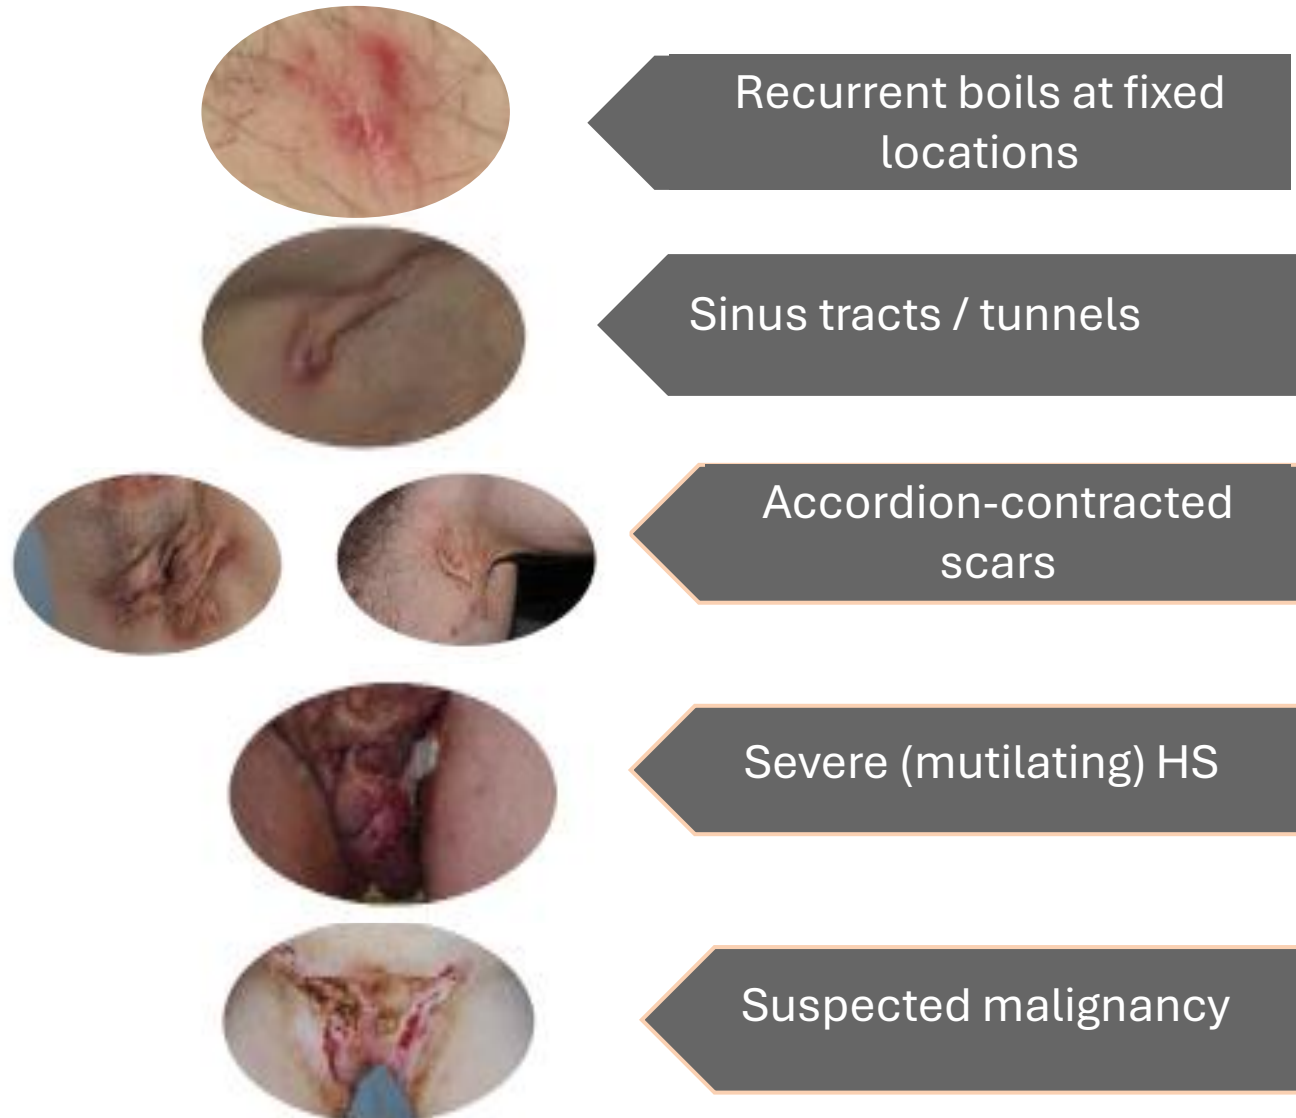 Recurrent boils at fixed
locations
Sinus tracts / tunnels
Accordion-contracted
scars
Severe (mutilating) HS
Suspected malignancy